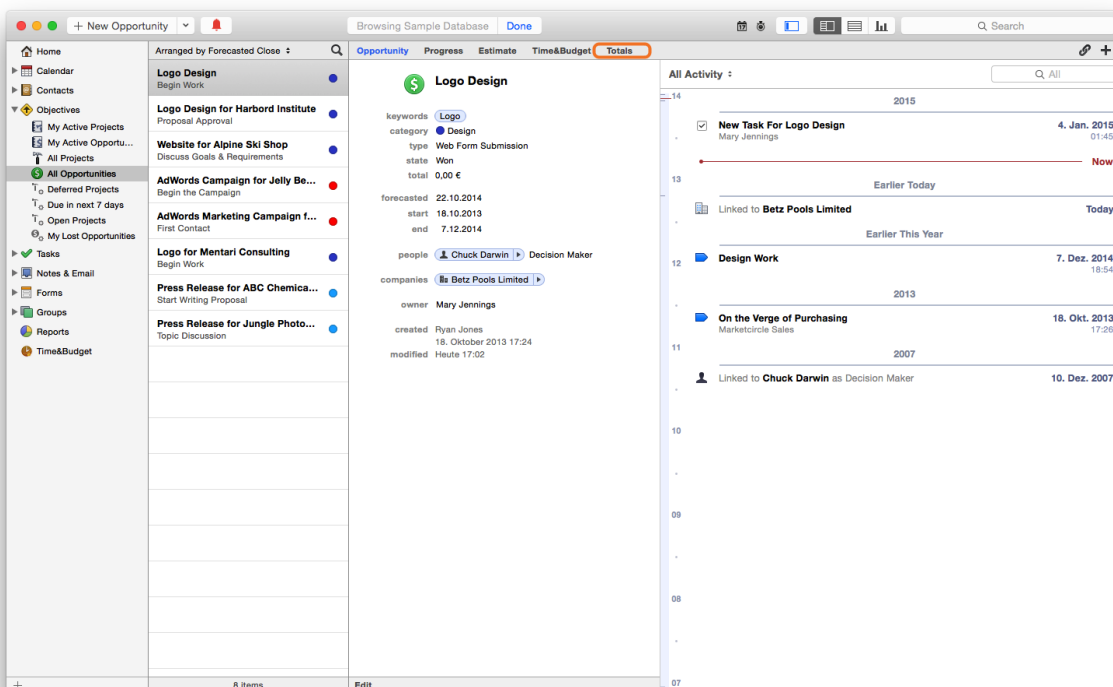 + New Opportunity
Browsing Sample Database
Done
Search
Home
Calendar
Contacts
Objectives
My Active Projects
My Active Opportu...
All Projects
All Opportunities
Deferred Projects
Due in next 7 days
Open Projects
My Lost Opportunities
Tasks
Notes & Email
Forms
Groups
Reports
Time&Budget
Arranged by Forecasted Close
Logo Design
Begin Work
Logo Design for Harbord Institute
Proposal Approval
Website for Alpine Ski Shop
Discuss Goals & Requirements
AdWords Campaign for Jelly Be...
Begin the Campaign
AdWords Marketing Campaign f...
First Contact
Logo for Mentari Consulting
Begin Work
Press Release for ABC Chemica...
Start Writing Proposal
Press Release for Jungle Photo...
Topic Discussion
8 items
Opportunity Progress Estimate Time&Budget Totals
Logo Design
keywords Logo
category Design
type Web Form Submission
state Won
total 0,00 €
forecasted 22.10.2014
start 18.10.2013
end 7.12.2014
people Chuck Darwin Decision Maker
companies Betz Pools Limited
owner Mary Jennings
created Ryan Jones
18. Oktober 2013 17:24
modified Heute 17:02
Edit
All Activity
All
14
13
12
11
10
09
08
07
2015
New Task For Logo Design 4. Jan. 2015
Mary Jennings 01:45
Now
Earlier Today
Linked to Betz Pools Limited Today
Earlier This Year
Design Work 7. Dez. 2014
18:54
2013
On the Verge of Purchasing 18. Okt. 2013
Marketcircle Sales 17:26
2007
Linked to Chuck Darwin as Decision Maker 10. Dez. 2007